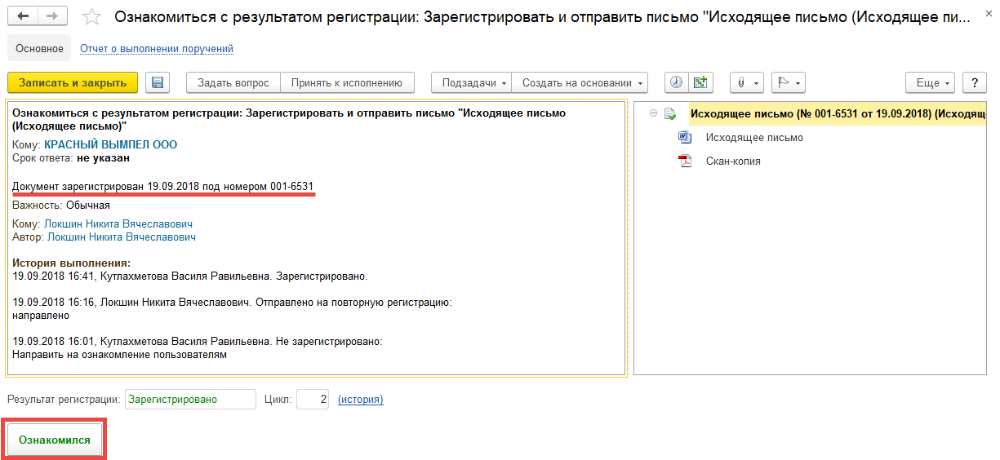 Ознакомиться с результатом регистрации: Зарегистрировать и отправить письмо "Исходящее письмо (Исходящее пи...
Основное Отчет о выполнении поручений
Записать и закрыть Задать вопрос Принять к исполнению Подзадачи Создать на основании Еще ?
Ознакомиться с результатом регистрации: Зарегистрировать и отправить письмо "Исходящее письмо
(Исходящее письмо)"
Кому: КРАСНЫЙ ВЫМПЕЛ ООО
Срок ответа: не указан
Документ зарегистрирован 19.09.2018 под номером 001-6531
Важность: Обычная
Кому: Локшин Никита Вячеславович
Автор: Локшин Никита Вячеславович
История выполнения:
19.09.2018 16:41, Кутлахметова Василя Равильевна. Зарегистрировано.
19.09.2018 16:16, Локшин Никита Вячеславович. Отправлено на повторную регистрацию:
направлено
19.09.2018 16:01, Кутлахметова Василя Равильевна. Не зарегистрировано:
Направить на ознакомление пользователям
Исходящее письмо (№ 001-6531 от 19.09.2018) (Исходящ
Исходящее письмо
Скан-копия
Результат регистрации: Зарегистрировано Цикл: 2 (история)
Ознакомился